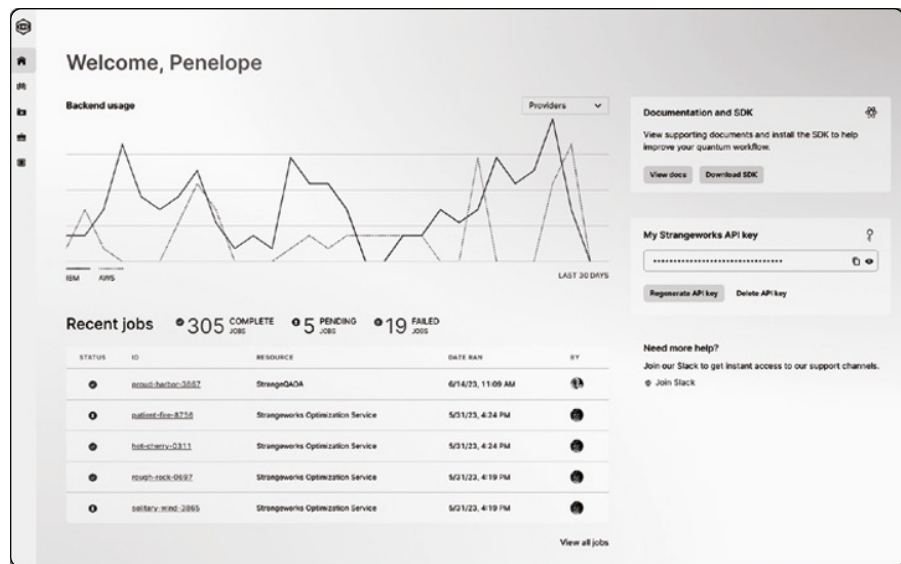 Welcome, Penelope
Backend usage
Providers
IBM
AWS
LAST 30 DAYS
Recent jobs
305 COMPLETE JOBS
5 PENDING JOBS
19 FAILED JOBS
STATUS ID RESOURCE DATE RAN BY
proud-harbor-3867 StrangeQAOA 6/14/23, 11:09 AM
patient-fire-8756 Strangeworks Optimization Service 5/31/23, 4:24 PM
hot-cherry-0311 Strangeworks Optimization Service 5/31/23, 4:24 PM
rough-rock-0697 Strangeworks Optimization Service 5/31/23, 4:19 PM
solitary-wind-3865 Strangeworks Optimization Service 5/31/23, 4:19 PM
View all jobs
Documentation and SDK
View supporting documents and install the SDK to help
improve your quantum workflow.
View docs
Download SDK
My Strangeworks API key
Regenerate API key
Delete API key
Need more help?
Join our Slack to get instant access to our support channels.
Join Slack